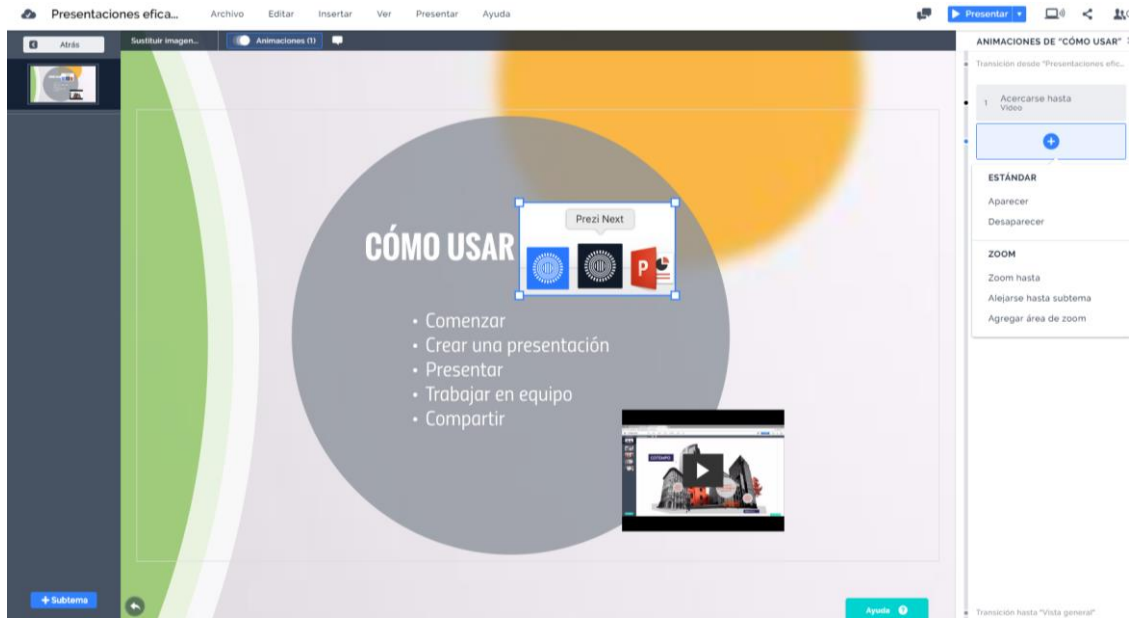 Presentaciones efica...
Archivo Editar Insertar Ver Presentar Ayuda
Presentar
Atrás
Sustituir imagen...
Animaciones (1)
ANIMACIONES DE "CÓMO USAR"
Transición desde "Presentaciones efic...
1 Acercarse hasta
Video
ESTÁNDAR
Aparecer
Desaparecer
ZOOM
Zoom hasta
Alejarse hasta subtema
Agregar área de zoom
Prezi Next
CÓMO USAR
P
• Comenzar
• Crear una presentación
• Presentar
• Trabajar en equipo
• Compartir
+ Subtema
Ayuda ?
Transición hasta "Vista general"